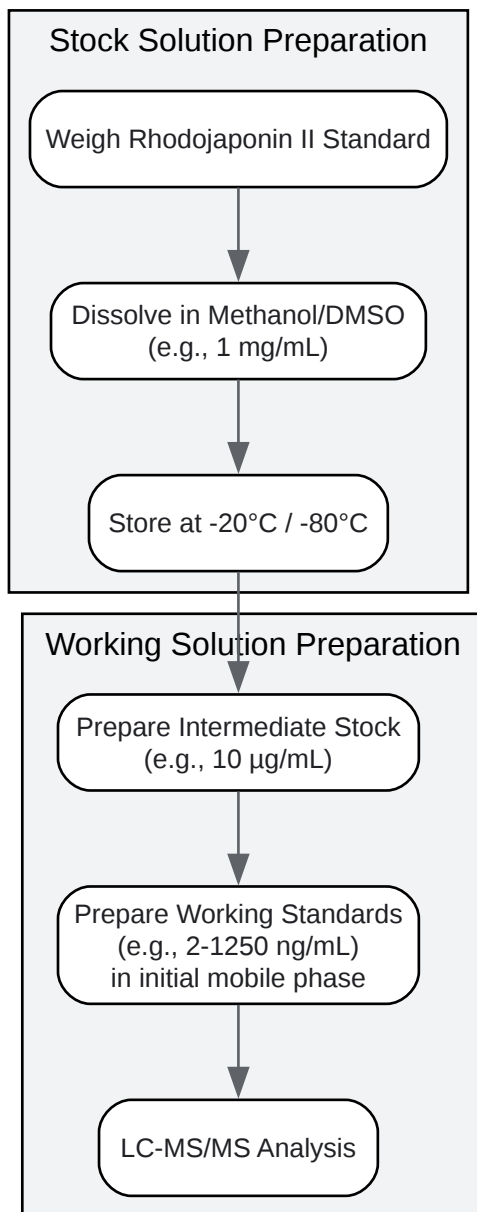 Stock Solution Preparation
Weigh Rhodojaponin II Standard
Dissolve in Methanol/DMSO
(e.g., 1 mg/mL)
Store at -20°C / -80°C
Working Solution Preparation
Prepare Intermediate Stock
(e.g., 10 µg/mL)
Prepare Working Standards
(e.g., 2-1250 ng/mL)
in initial mobile phase
LC-MS/MS Analysis